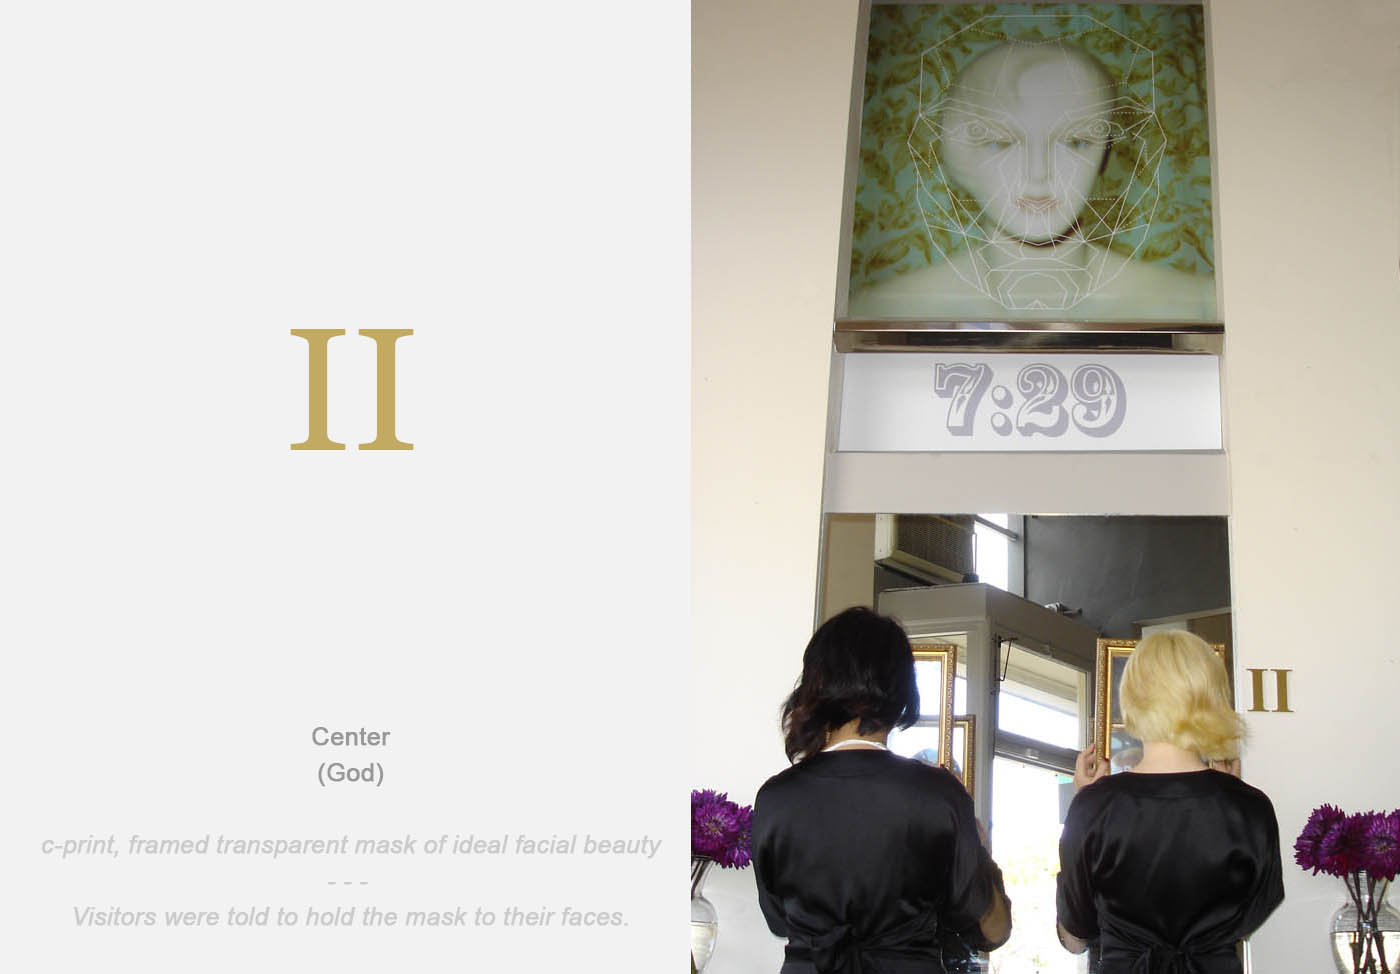 II
Center
(God)
c-print, framed transparent mask of ideal facial beauty
- - -
Visitors were told to hold the mask to their faces.
7:29
II